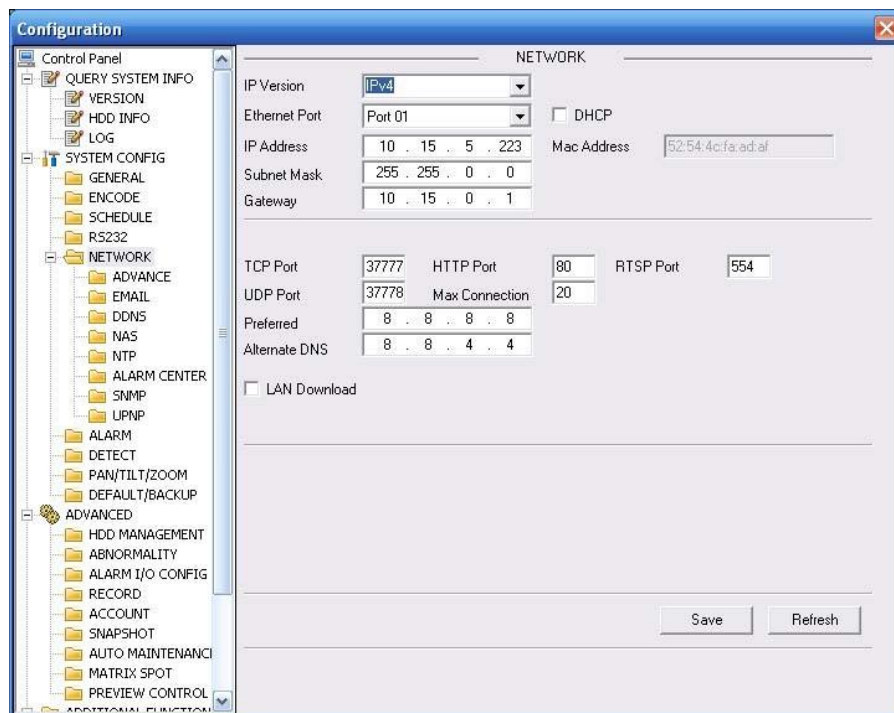 Configuration
Control Panel
QUERY SYSTEM INFO
VERSION
HDD INFO
LOG
SYSTEM CONFIG
GENERAL
ENCODE
SCHEDULE
RS232
NETWORK
ADVANCE
EMAIL
DDNS
NAS
NTP
ALARM CENTER
SNMP
UPNP
ALARM
DETECT
PAN/TILT/ZOOM
DEFAULT/BACKUP
ADVANCED
HDD MANAGEMENT
ABNORMALITY
ALARM I/O CONFIG
RECORD
ACCOUNT
SNAPSHOT
AUTO MAINTENANC
MATRIX SPOT
PREVIEW CONTROL
ADDITIONAL FUNCTION
NETWORK
IP Version IPv4
Ethernet Port Port 01 DHCP
IP Address 10 . 15 . 5 . 223 Mac Address 52:54:4c:fa:ad:af
Subnet Mask 255 . 255 . 0 . 0
Gateway 10 . 15 . 0 . 1
TCP Port 37777 HTTP Port 80 RTSP Port 554
UDP Port 37778 Max Connection 20
Preferred 8 . 8 . 8 . 8
Alternate DNS 8 . 8 . 4 . 4
LAN Download
Save Refresh